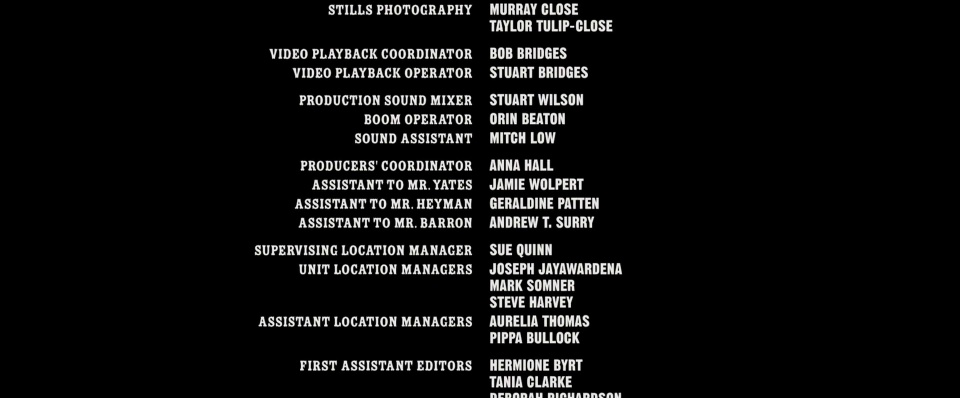 STILLS PHOTOGRAPHY MURRAY CLOSE
TAYLOR TULIP-CLOSE
VIDEO PLAYBACK COORDINATOR BOB BRIDGES
VIDEO PLAYBACK OPERATOR STUART BRIDGES
PRODUCTION SOUND MIXER STUART WILSON
BOOM OPERATOR ORIN BEATON
SOUND ASSISTANT MITCH LOW
PRODUCERS' COORDINATOR ANNA HALL
ASSISTANT TO MR. YATES JAMIE WOLPERT
ASSISTANT TO MR. HEYMAN GERALDINE PATTEN
ASSISTANT TO MR. BARRON ANDREW T. SURRY
SUPERVISING LOCATION MANAGER SUE QUINN
UNIT LOCATION MANAGERS JOSEPH JAYAWARDENA
MARK SOMNER
STEVE HARVEY
ASSISTANT LOCATION MANAGERS AURELIA THOMAS
PIPPA BULLOCK
FIRST ASSISTANT EDITORS HERMIONE BYRT
TANIA CLARKE
DEBORAH RICHARDSON